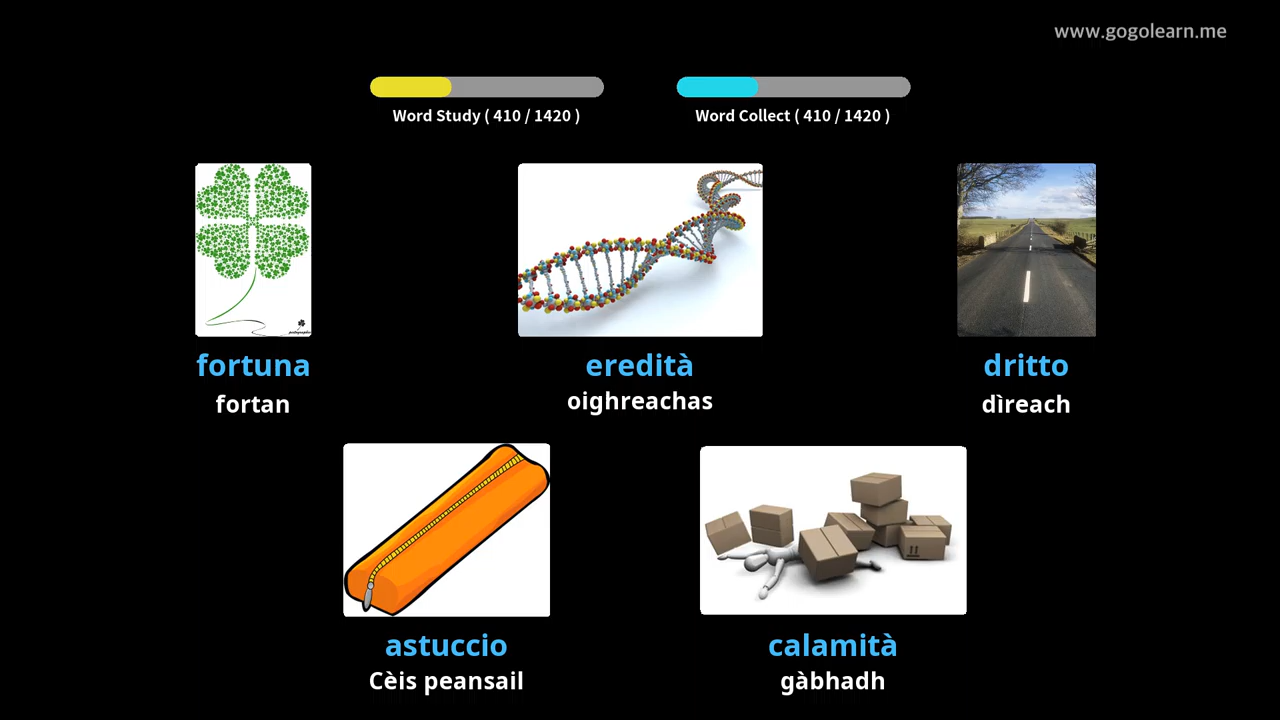 www.gogolearn.me
Word Study ( 410 / 1420 )
Word Collect ( 410 / 1420 )
fortuna
fortan
eredità
oighreachas
dritto
dìreach
astuccio
Cèis peansail
calamità
gàbhadh